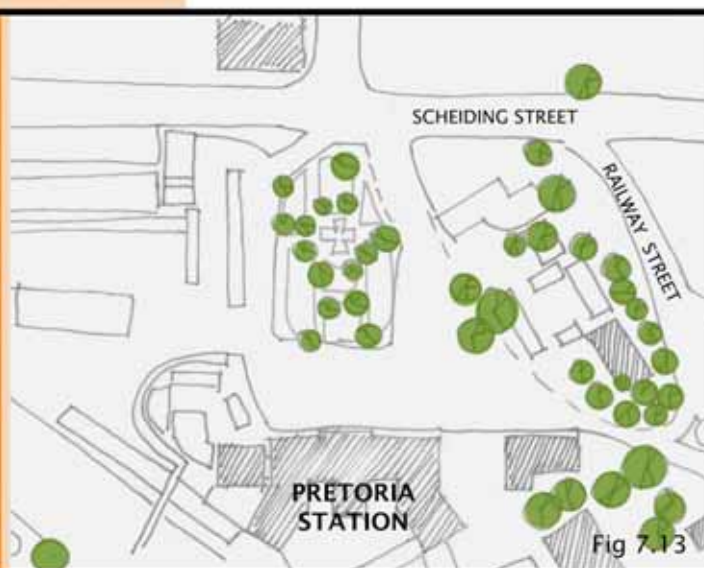 SCHEIDING STREET
RAILWAY STREET
PRETORIA
STATION
Fig 7.13